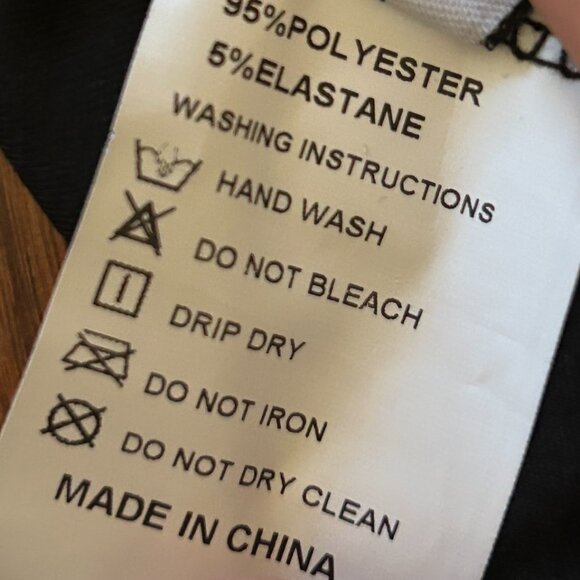 95%POLYESTER
5%ELASTANE
WASHING INSTRUCTIONS
HAND WASH
DO NOT BLEACH
DRIP DRY
DO NOT IRON
DO NOT DRY CLEAN
MADE IN CHINA